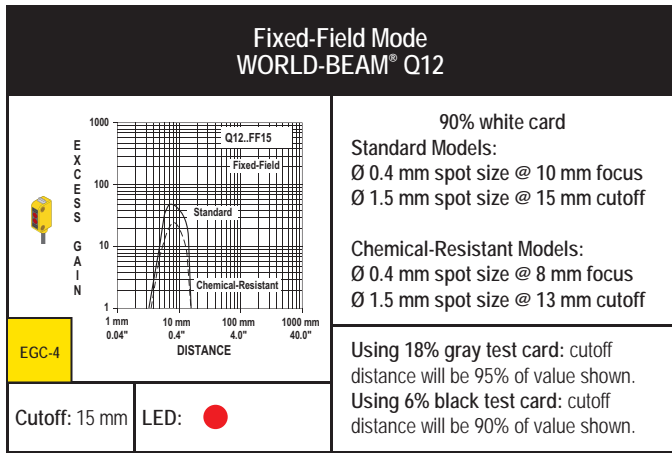 Fixed-Field Mode
WORLD-BEAM® Q12
EXCESS GAIN
1000
100
10
1
Q12..FF15
Fixed-Field
Standard
Chemical-Resistant
1 mm 10 mm 100 mm 1000 mm
0.04" 0.4" 4.0" 40.0"
DISTANCE
EGC-4
90% white card
Standard Models:
Ø 0.4 mm spot size @ 10 mm focus
Ø 1.5 mm spot size @ 15 mm cutoff
Chemical-Resistant Models:
Ø 0.4 mm spot size @ 8 mm focus
Ø 1.5 mm spot size @ 13 mm cutoff
Using 18% gray test card: cutoff
distance will be 95% of value shown.
Using 6% black test card: cutoff
distance will be 90% of value shown.
Cutoff: 15 mm
LED: